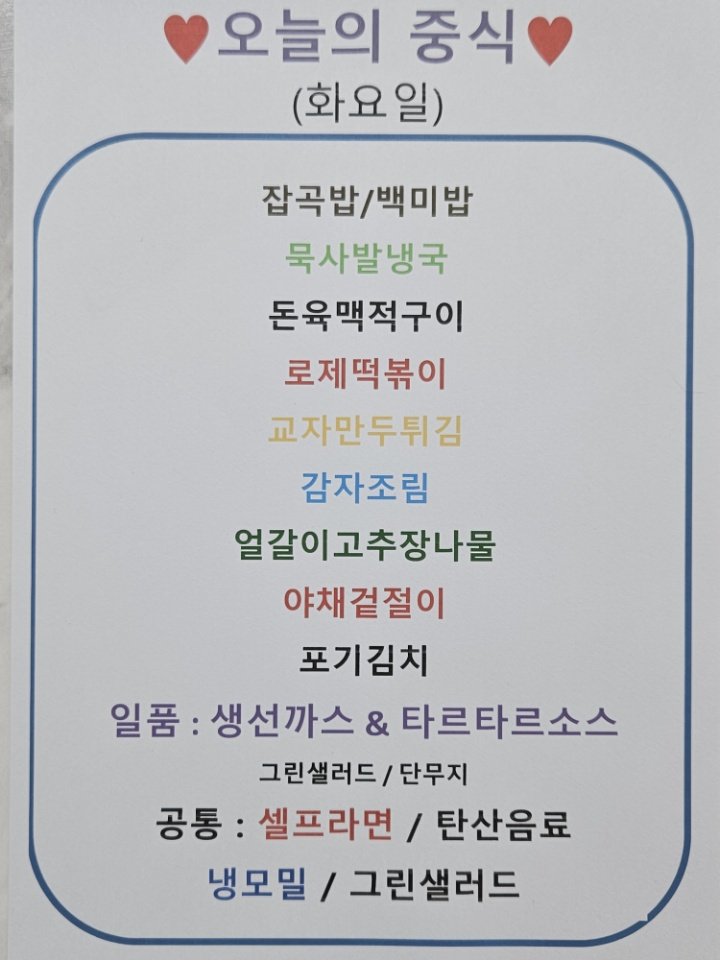 ♥오늘의 중식♥
(화요일)
잡곡밥/백미밥
묵사발냉국
돈육맥적구이
로제떡볶이
교자만두튀김
감자조림
얼갈이고추장나물
야채겉절이
포기김치
일품 : 생선까스 & 타르타르소스
그린샐러드 / 단무지
공통 : 셀프라면 / 탄산음료
냉모밀 / 그린샐러드